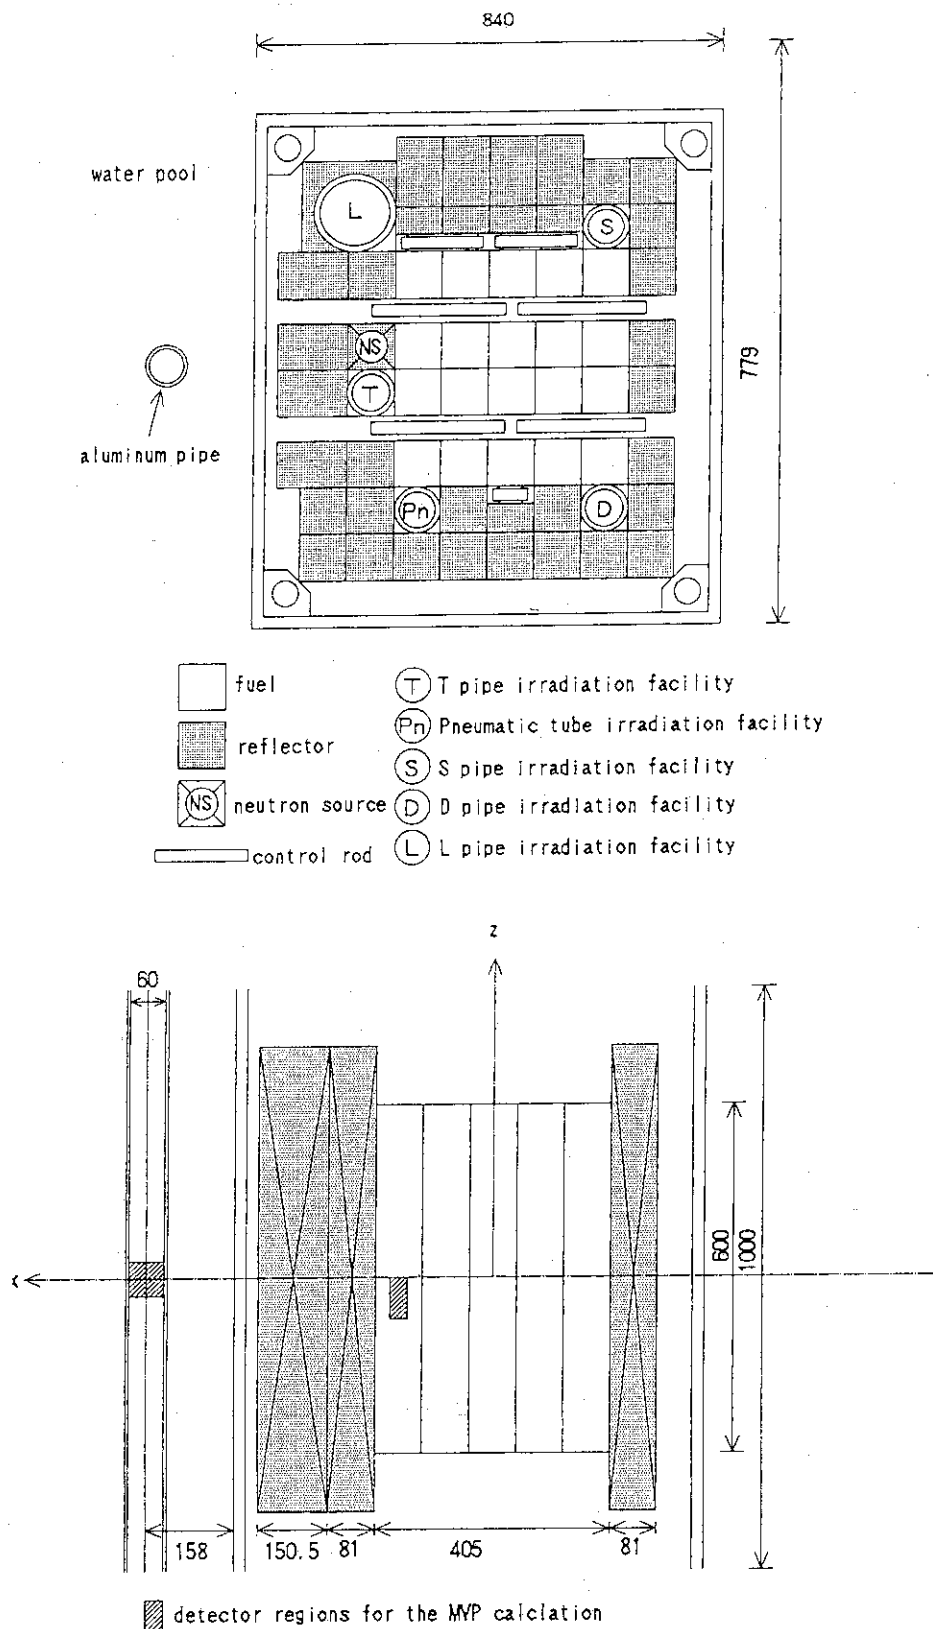 840
water pool
L
S
NS
T
779
aluminum pipe
Pn
D
fuel
T T pipe irradiation facility
reflector
Pn Pneumatic tube irradiation facility
S S pipe irradiation facility
NS neutron source
D D pipe irradiation facility
control rod
L L pipe irradiation facility
z
60
600
1000
x
158
150.5
81
405
81
detector regions for the MVP calclation